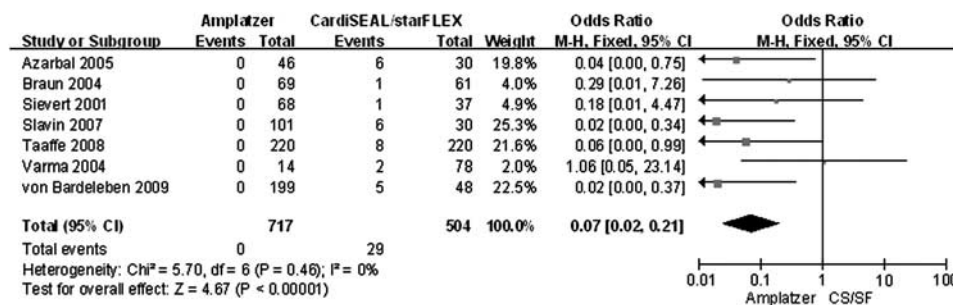 Amplatzer CardiSEAL/starFLEX Odds Ratio Odds Ratio
Study or Subgroup Events Total Events Total Weight M-H, Fixed, 95% CI M-H, Fixed, 95% CI
Azarbal 2005 0 46 6 30 19.8% 0.04 [0.00, 0.75]
Braun 2004 0 69 1 61 4.0% 0.29 [0.01, 7.26]
Sievert 2001 0 68 1 37 4.9% 0.18 [0.01, 4.47]
Slavin 2007 0 101 6 30 25.3% 0.02 [0.00, 0.34]
Taaffe 2008 0 220 8 220 21.6% 0.06 [0.00, 0.99]
Varma 2004 0 14 2 78 2.0% 1.06 [0.05, 23.14]
von Bardeleben 2009 0 199 5 48 22.5% 0.02 [0.00, 0.37]
Total (95% CI) 717 504 100.0% 0.07 [0.02, 0.21]
Total events 0 29
Heterogeneity: Chi² = 5.70, df = 6 (P = 0.46); I² = 0%
Test for overall effect: Z = 4.67 (P < 0.00001)
0.01 0.1 1 10 100
Amplatzer CS/SF